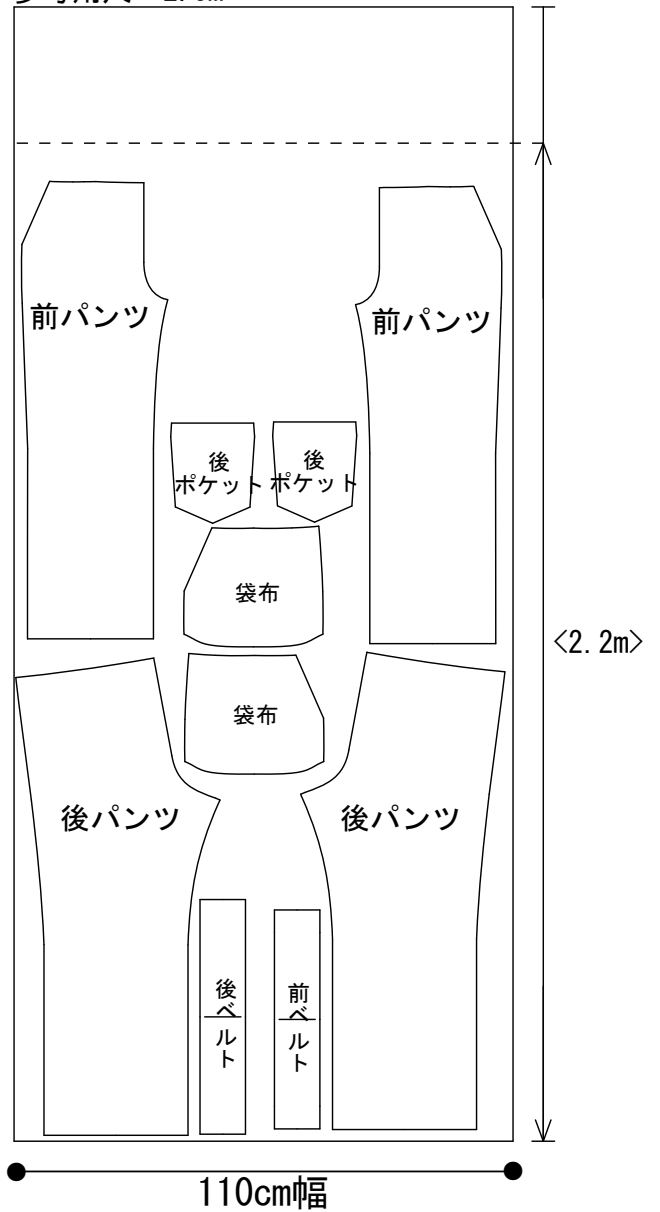 前パンツ
前パンツ
後
ポケット
後
ポケット
袋布
<2.2m>
袋布
後パンツ
後パンツ
後ベルト
前ベルト
110cm幅